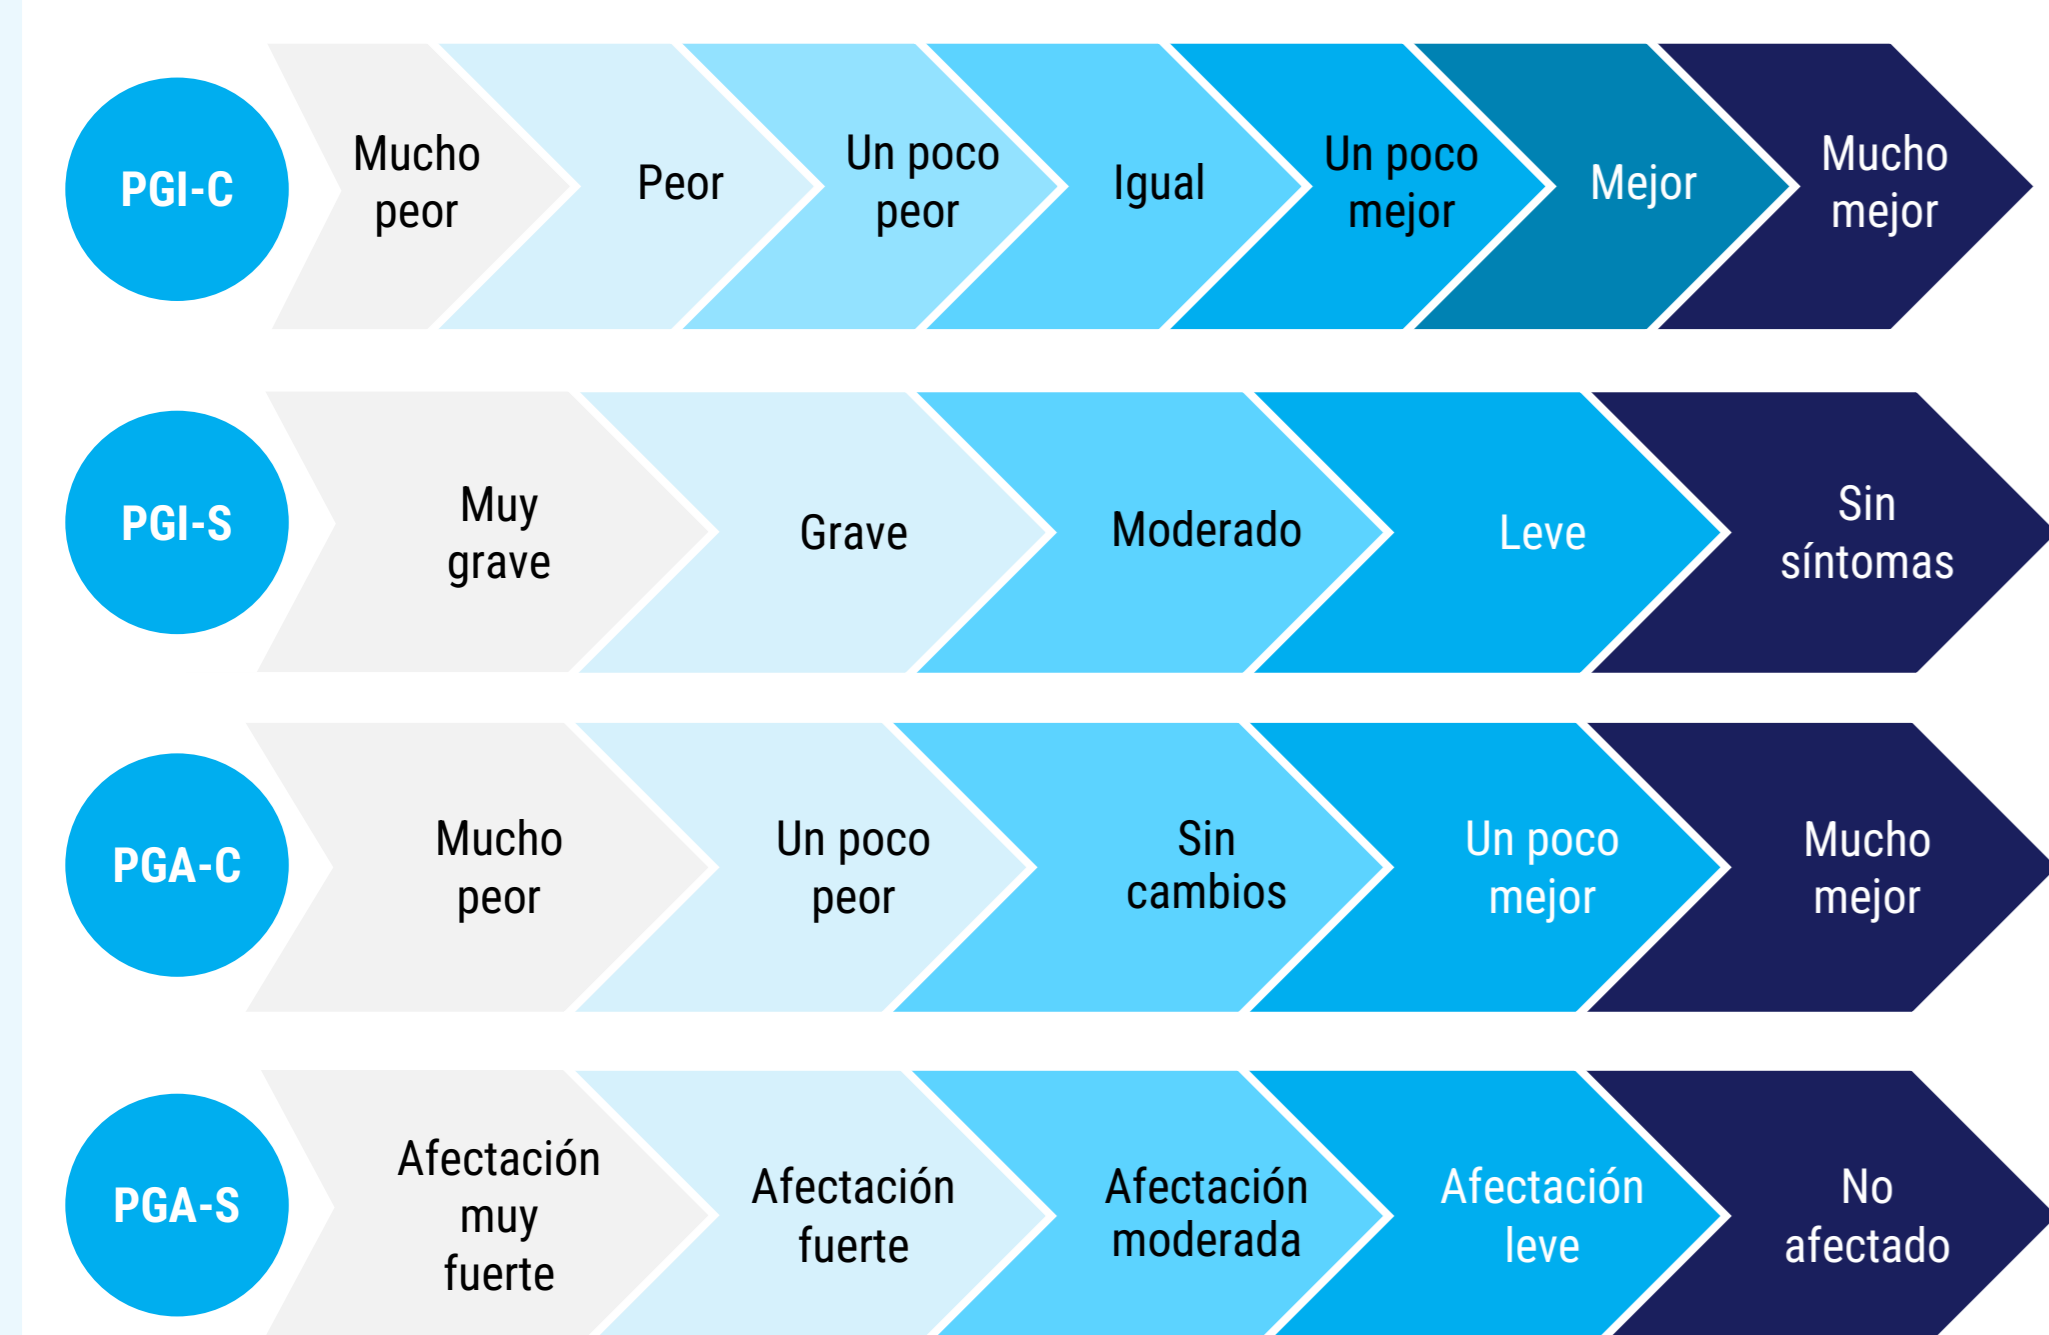 PGI-C
Mucho
peor
Peor
Un poco
peor
Igual
Un poco
mejor
Mejor
Mucho
mejor
PGI-S
Muy
grave
Grave
Moderado
Leve
Sin
síntomas
PGA-C
Mucho
peor
Un poco
peor
Sin
cambios
Un poco
mejor
Mucho
mejor
PGA-S
Afectación
muy
fuerte
Afectación
fuerte
Afectación
moderada
Afectación
leve
No
afectado